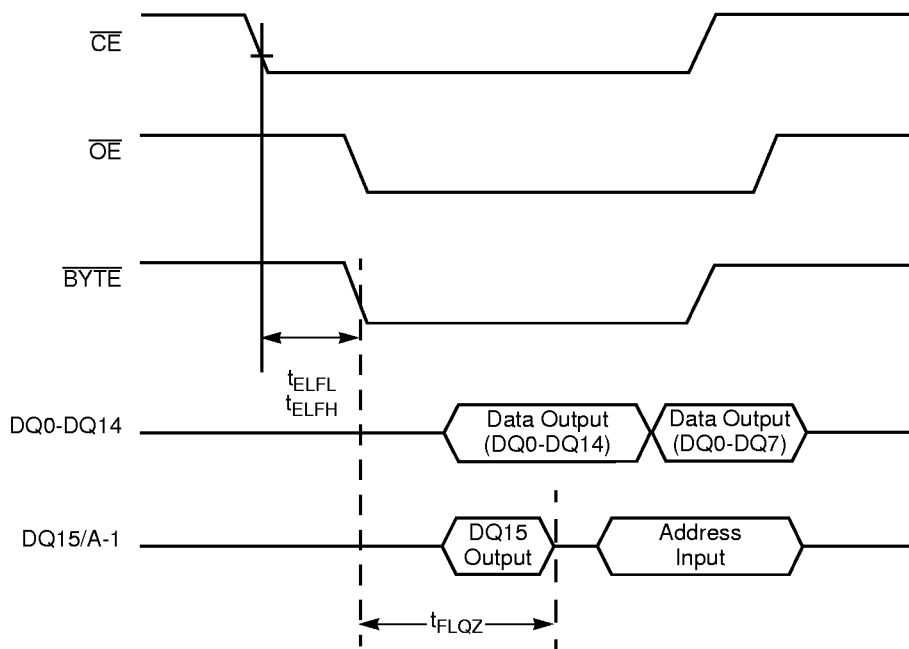 CE
OE
BYTE
tELFL
tELFH
DQ0-DQ14
Data Output
(DQ0-DQ14)
Data Output
(DQ0-DQ7)
DQ15/A-1
DQ15
Output
Address
Input
tFLQZ